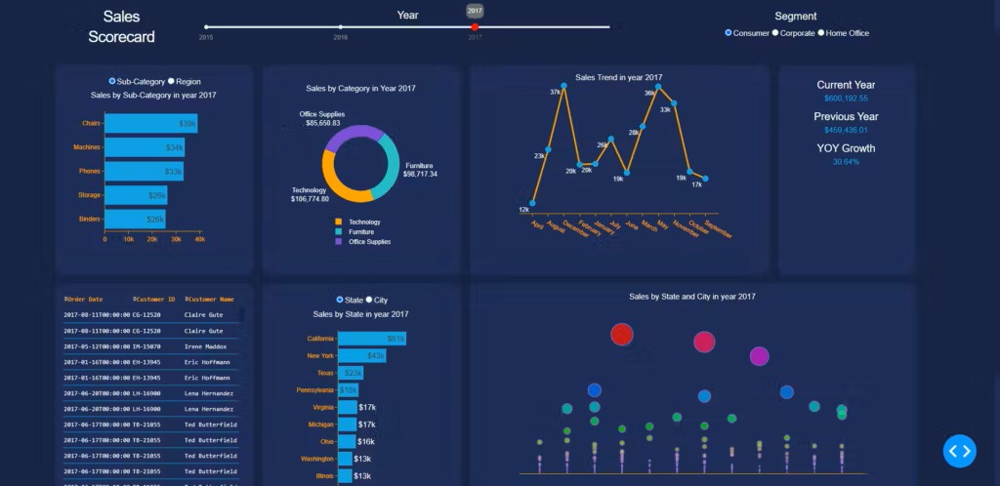 Sales
Scorecard
Year
2017
2015
2016
2017
Segment
Consumer Corporate Home Office
Sub-Category Region
Sales by Sub-Category in year 2017
Chairs
$39k
Machines
$34k
Phones
$33k
Storage
$26k
Binders
$26k
0 10k 20k 30k 40k
Sales by Category in Year 2017
Office Supplies
$85,650.83
Furniture
$98,717.34
Technology
$106,774.80
Technology
Furniture
Office Supplies
Sales Trend in year 2017
12k
23k
37k
20k
20k
26k
19k
28k
36k
33k
19k
17k
April
August
December
February
January
July
June
March
May
November
October
September
Current Year
$600,192.55
Previous Year
$459,436.01
YOY Growth
30.64%
Order Date Customer ID Customer Name
2017-08-11T00:00:00 CG-12520 Claire Gute
2017-08-11T00:00:00 CG-12520 Claire Gute
2017-05-12T00:00:00 IM-15070 Irene Maddox
2017-01-16T00:00:00 EH-13945 Eric Hoffmann
2017-01-16T00:00:00 EH-13945 Eric Hoffmann
2017-06-20T00:00:00 LH-16900 Lena Hernandez
2017-06-20T00:00:00 LH-16900 Lena Hernandez
2017-06-17T00:00:00 TB-21055 Ted Butterfield
2017-06-17T00:00:00 TB-21055 Ted Butterfield
2017-06-17T00:00:00 TB-21055 Ted Butterfield
2017-06-17T00:00:00 TB-21055 Ted Butterfield
State City
Sales by State in year 2017
California
$61k
New York
$43k
Texas
$23k
Pennsylvania
$18k
Virginia
$17k
Michigan
$17k
Ohio
$16k
Washington
$13k
Illinois
$13k
Sales by State and City in year 2017